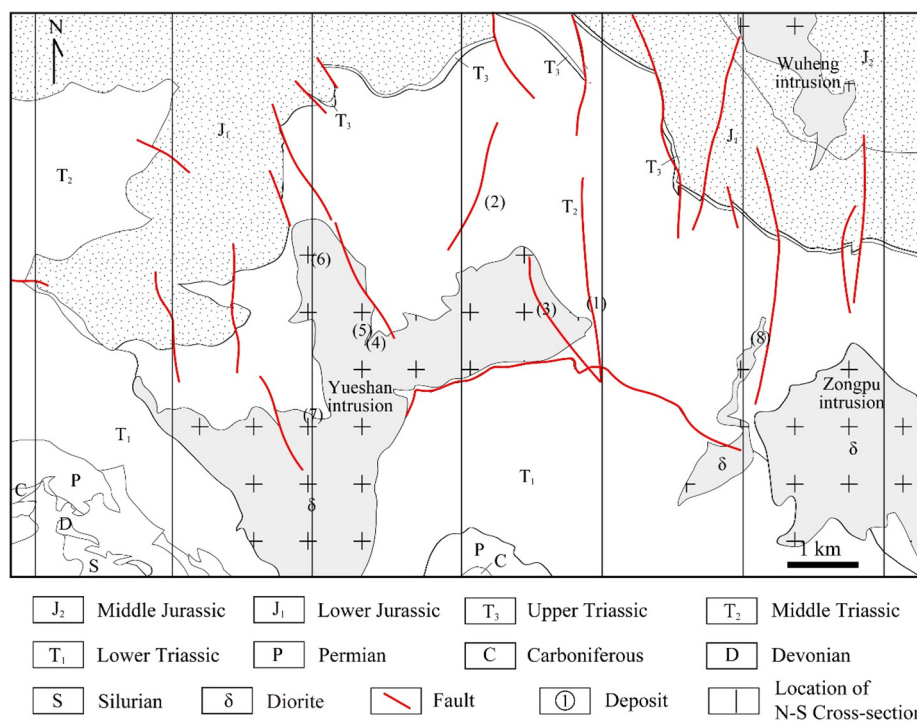 N
T₃
T₃
J₂
Wuheng
intrusion
J₁
T₃
J₁
T₂
T₃
(2)
T₂
(6)
(1)
(3)
(5)
(4)
(8)
Yueshan
intrusion
Zongpu
intrusion
(7)
T₁
δ
δ
P
T₁
C
δ
D
P
1 km
S
C
J₂ Middle Jurassic J₁ Lower Jurassic T₃ Upper Triassic T₂ Middle Triassic
T₁ Lower Triassic P Permian C Carboniferous D Devonian
S Silurian δ Diorite Fault ① Deposit Location of
N-S Cross-section